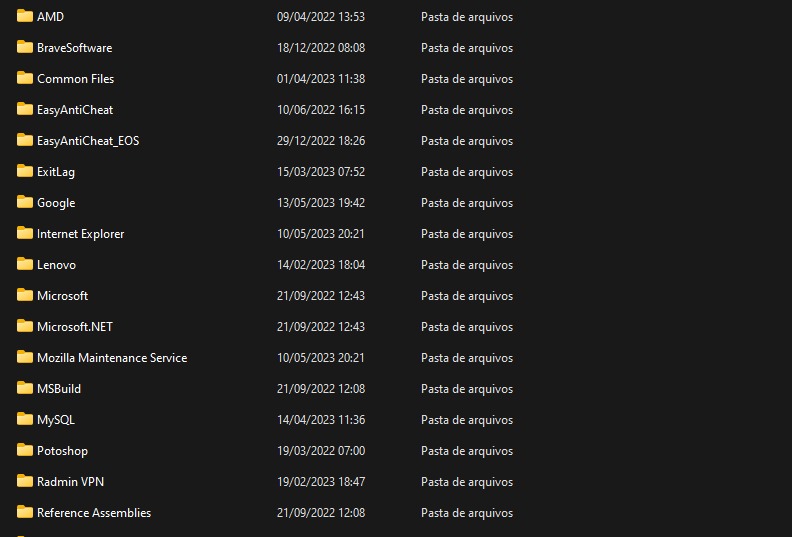 AMD 09/04/2022 13:53 Pasta de arquivos
BraveSoftware 18/12/2022 08:08 Pasta de arquivos
Common Files 01/04/2023 11:38 Pasta de arquivos
EasyAntiCheat 10/06/2022 16:15 Pasta de arquivos
EasyAntiCheat_EOS 29/12/2022 18:26 Pasta de arquivos
ExitLag 15/03/2023 07:52 Pasta de arquivos
Google 13/05/2023 19:42 Pasta de arquivos
Internet Explorer 10/05/2023 20:21 Pasta de arquivos
Lenovo 14/02/2023 18:04 Pasta de arquivos
Microsoft 21/09/2022 12:43 Pasta de arquivos
Microsoft.NET 21/09/2022 12:43 Pasta de arquivos
Mozilla Maintenance Service 10/05/2023 20:21 Pasta de arquivos
MSBuild 21/09/2022 12:08 Pasta de arquivos
MySQL 14/04/2023 11:36 Pasta de arquivos
Potoshop 19/03/2022 07:00 Pasta de arquivos
Radmin VPN 19/02/2023 18:47 Pasta de arquivos
Reference Assemblies 21/09/2022 12:08 Pasta de arquivos